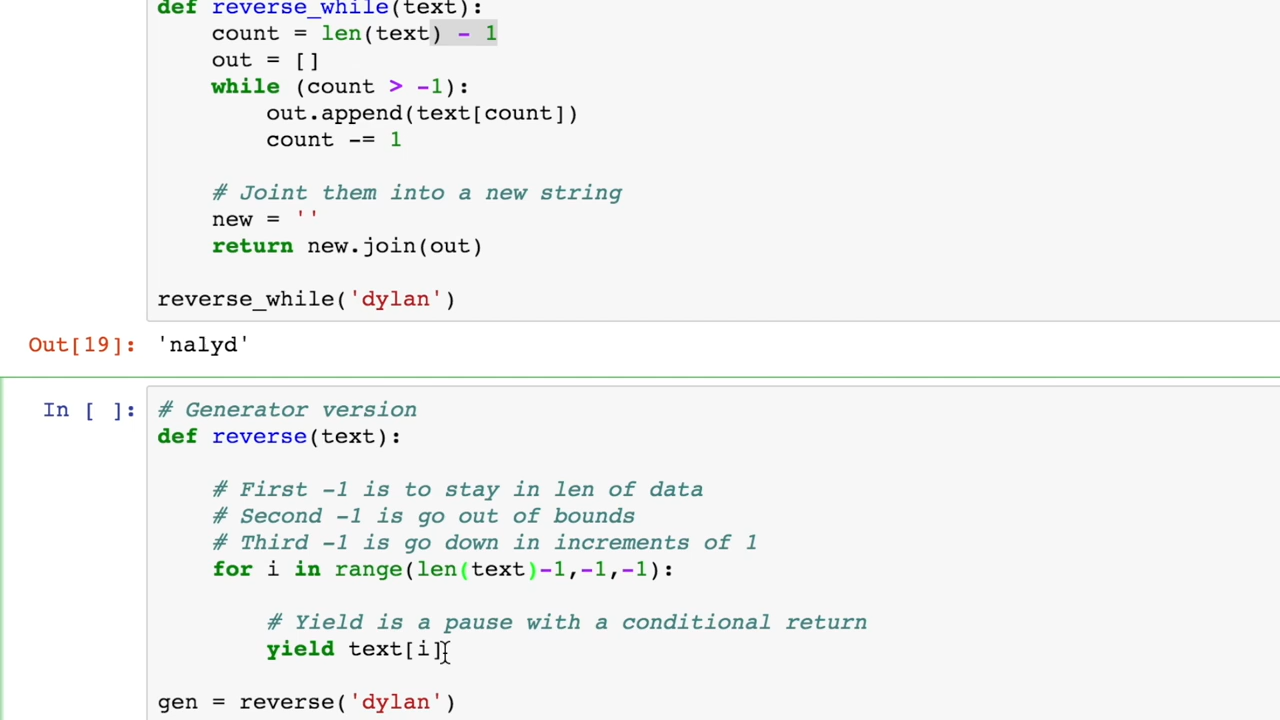 def reverse_while(text):
count = len(text) - 1
out = []
while (count > -1):
out.append(text[count])
count -= 1
# Joint them into a new string
new = ''
return new.join(out)
reverse_while('dylan')
Out[19]: 'nalyd'
In [ ]: # Generator version
def reverse(text):
# First -1 is to stay in len of data
# Second -1 is go out of bounds
# Third -1 is go down in increments of 1
for i in range(len(text)-1,-1,-1):
# Yield is a pause with a conditional return
yield text[i]
gen = reverse('dylan')